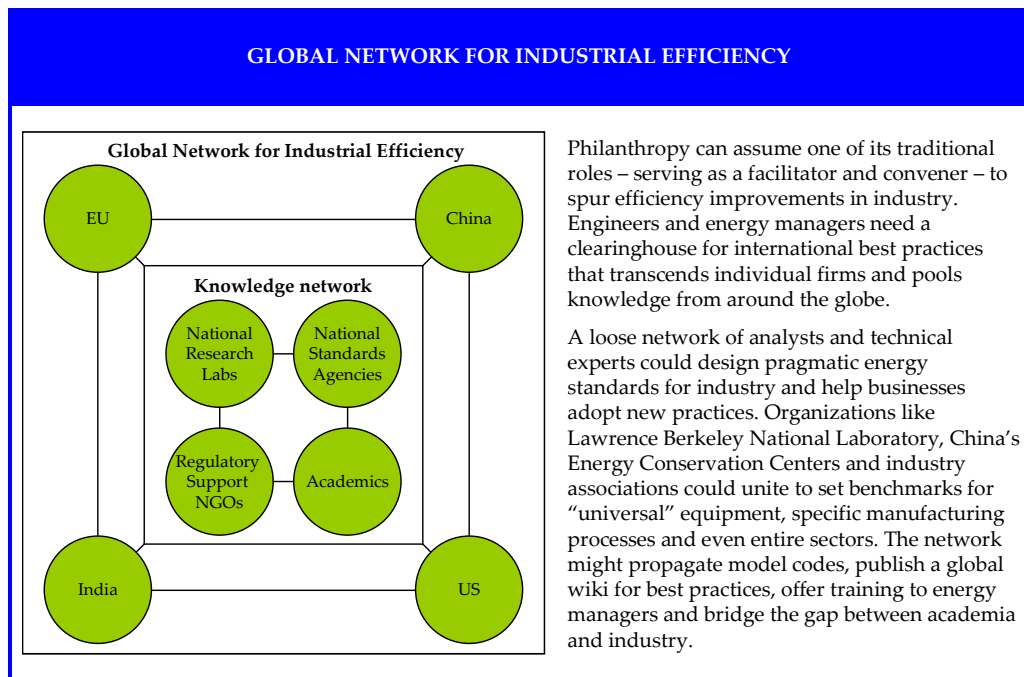 GLOBAL NETWORK FOR INDUSTRIAL EFFICIENCY
Global Network for Industrial Efficiency
EU
China
Knowledge network
National
Research
Labs
National
Standards
Agencies
Regulatory
Support
NGOs
Academics
India
US
Philanthropy can assume one of its traditional
roles – serving as a facilitator and convener – to
spur efficiency improvements in industry.
Engineers and energy managers need a
clearinghouse for international best practices
that transcends individual firms and pools
knowledge from around the globe.
A loose network of analysts and technical
experts could design pragmatic energy
standards for industry and help businesses
adopt new practices. Organizations like
Lawrence Berkeley National Laboratory, China’s
Energy Conservation Centers and industry
associations could unite to set benchmarks for
“universal” equipment, specific manufacturing
processes and even entire sectors. The network
might propagate model codes, publish a global
wiki for best practices, offer training to energy
managers and bridge the gap between academia
and industry.